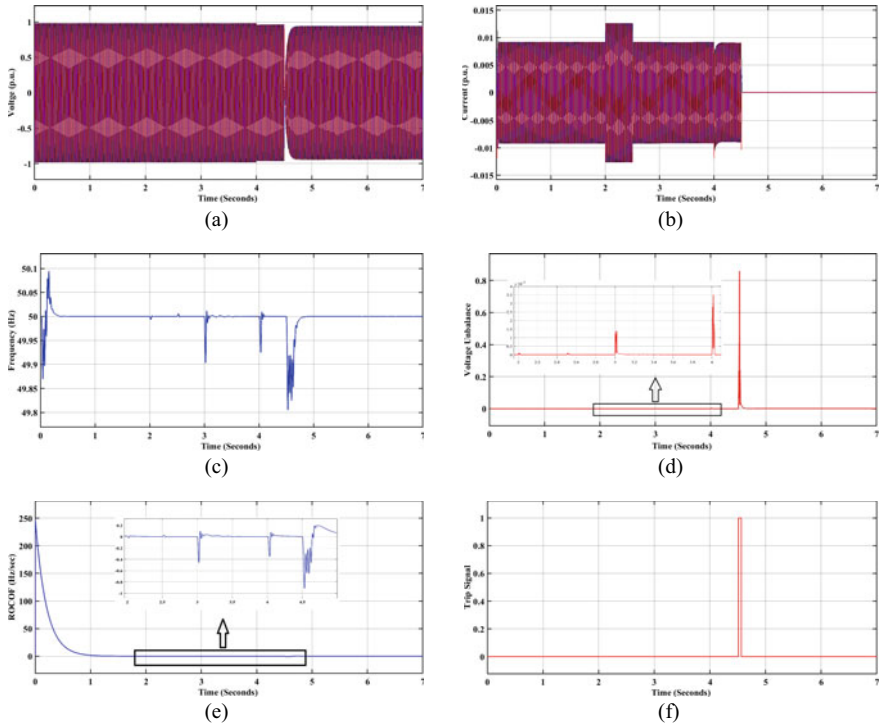 1
0.5
0
-0.5
-1
Voltge (p.u.)
0 1 2 3 4 5 6 7
Time (Seconds)
(a)
0.015
0.01
0.005
0
-0.005
-0.01
-0.015
Current (p.u.)
0 1 2 3 4 5 6 7
Time (Seconds)
(b)
50.1
50.05
50
49.95
49.9
49.85
49.8
Frequency (Hz)
0 1 2 3 4 5 6 7
Time (Seconds)
(c)
0.8
0.6
0.4
0.2
0
Voltage Unbalance
0 1 2 3 4 5 6 7
Time (Seconds)
(d)
250
200
150
100
50
0
ROCOF (Hz/sec)
0 1 2 3 4 5 6 7
Time (Seconds)
(e)
1
0.8
0.6
0.4
0.2
0
Trip Signal
0 1 2 3 4 5 6 7
Time (Seconds)
(f)